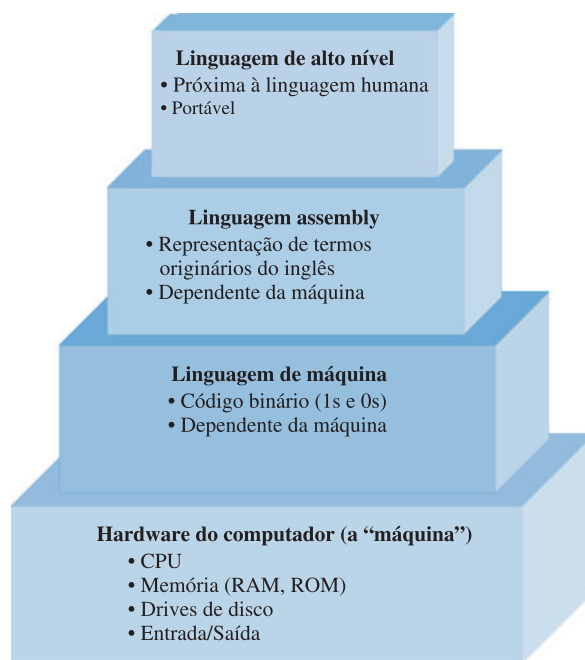 Linguagem de alto nível
• Próxima à linguagem humana
• Portável
Linguagem assembly
• Representação de termos
originários do inglês
• Dependente da máquina
Linguagem de máquina
• Código binário (1s e 0s)
• Dependente da máquina
Hardware do computador (a “máquina”)
• CPU
• Memória (RAM, ROM)
• Drives de disco
• Entrada/Saída